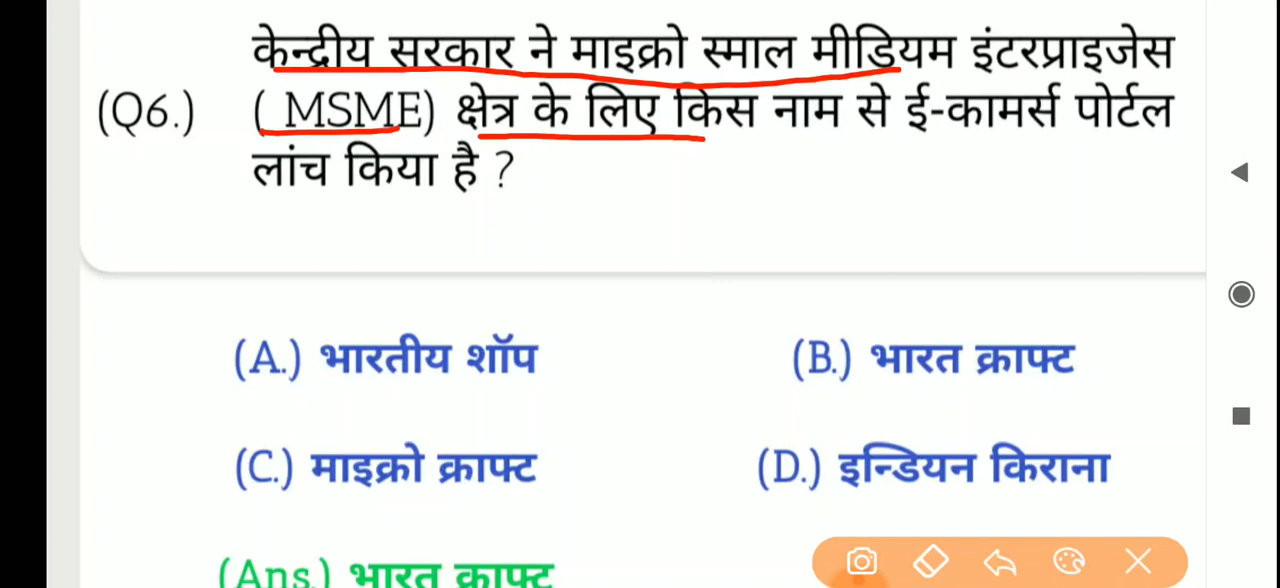 केन्द्रीय सरकार ने माइक्रो स्माल मीडियम इंटरप्राइजेस
(Q6.) ( MSME) क्षेत्र के लिए किस नाम से ई-कामर्स पोर्टल
लांच किया है ?
(A.) भारतीय शॉप (B.) भारत क्राफ्ट
(C.) माइक्रो क्राफ्ट (D.) इन्डियन किराना
(Ans.) भारत क्राफ्ट